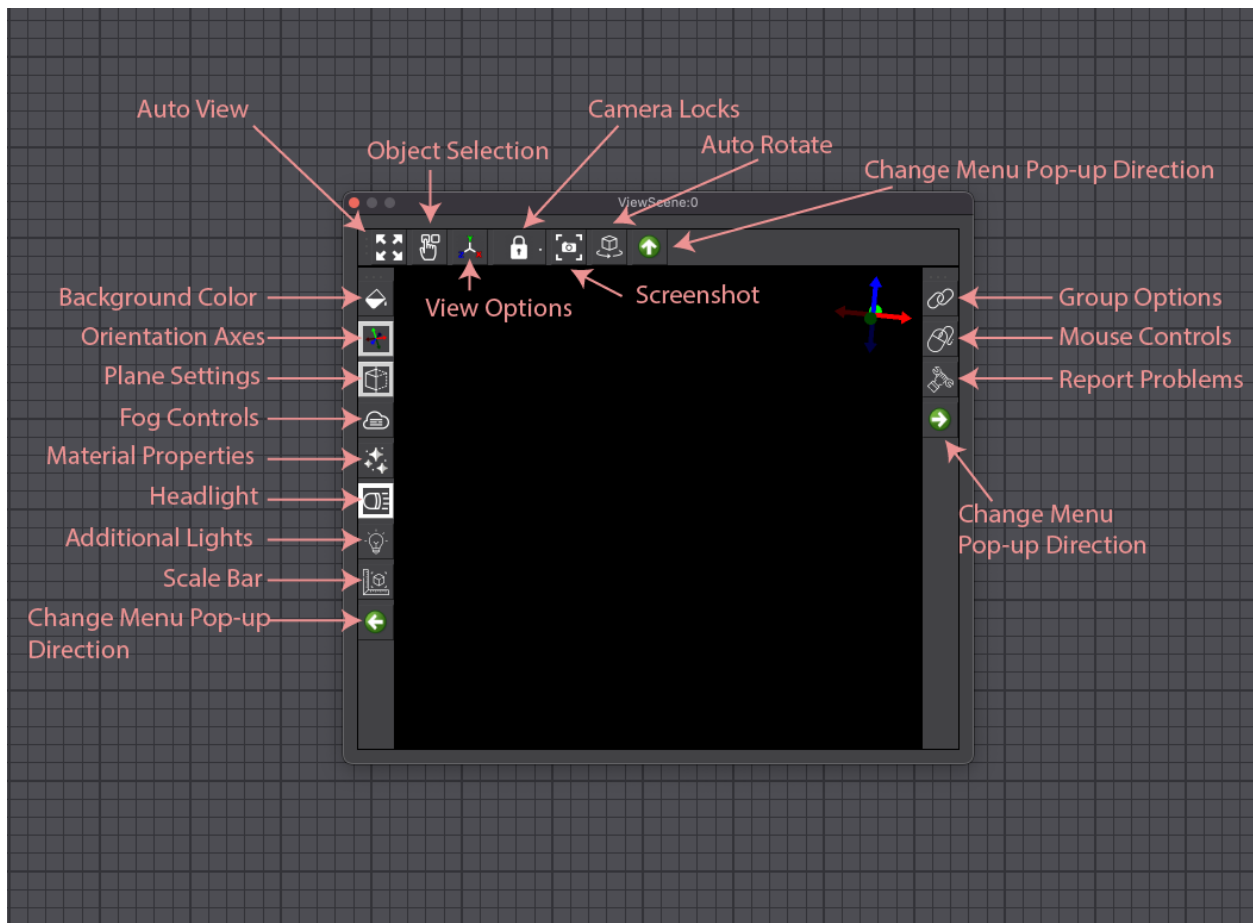 Auto View
Camera Locks
Object Selection
Auto Rotate
Change Menu Pop-up Direction
ViewScene:0
Background Color
View Options
Screenshot
Group Options
Orientation Axes
Mouse Controls
Plane Settings
Report Problems
Fog Controls
Material Properties
Headlight
Change Menu
Pop-up Direction
Additional Lights
Scale Bar
Change Menu Pop-up
Direction